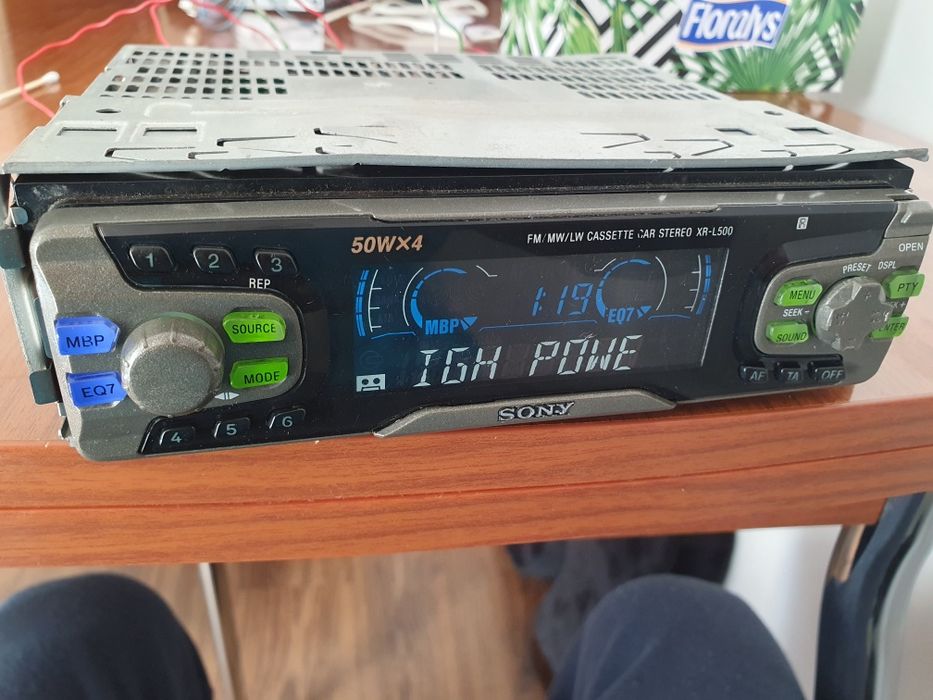 Floralys
50W×4
FM/MW/LW CASSETTE CAR STEREO XR-L500
OPEN
1
2
3
REP
PRESET
DSPL
MENU
PTY
SEEK -
SOUND
ENTER
MBP
EQ7
SOURCE
MODE
1:19
MBP
EQ7
IGH POWE
AF
TA
OFF
4
5
6
SONY